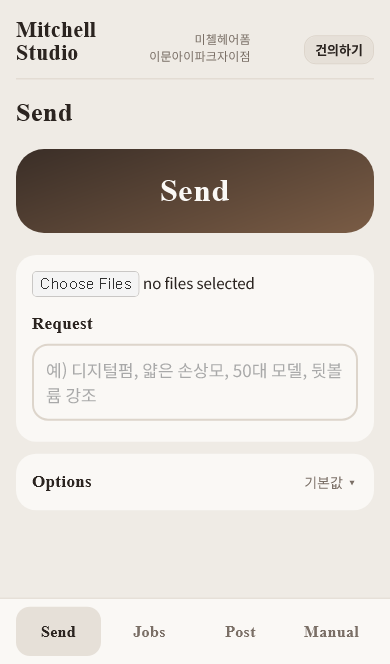 Mitchell
Studio
미젤헤어폼
이문아이파크자이점
건의하기
Send
Send
Choose Files no files selected
Request
예) 디지털펌, 얇은 손상모, 50대 모델, 뒷볼
륨 강조
Options
기본값 ▾
Send
Jobs
Post
Manual